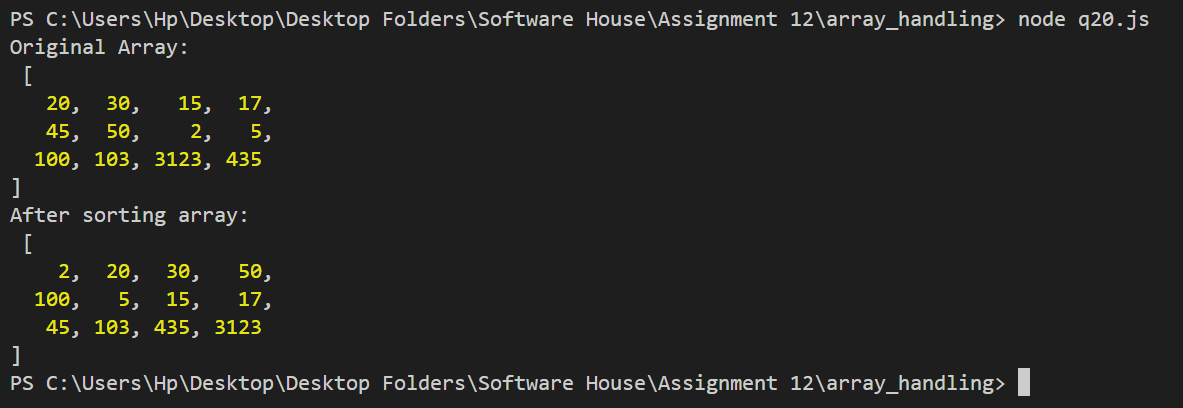 PS C:\Users\Hp\Desktop\Desktop Folders\Software House\Assignment 12\array_handling> node q20.js
Original Array:
 [
   20,  30,   15,  17,
   45,  50,    2,   5,
  100, 103, 3123, 435
]
After sorting array:
 [
    2,  20,  30,   50,
  100,   5,  15,   17,
   45, 103, 435, 3123
]
PS C:\Users\Hp\Desktop\Desktop Folders\Software House\Assignment 12\array_handling>